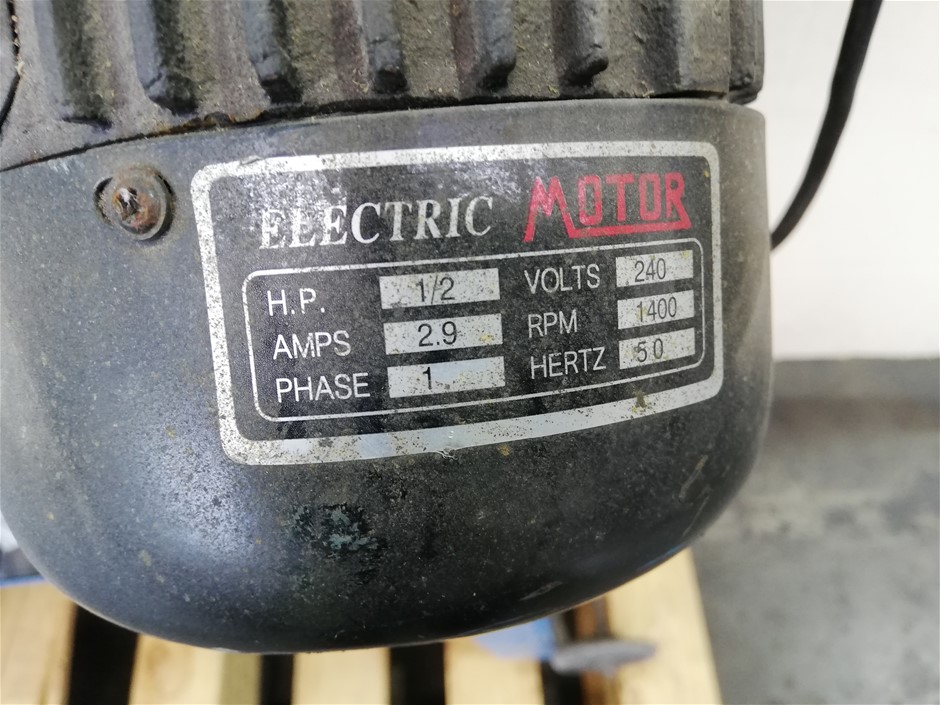 ELECTRIC MOTOR
H.P. 1/2 VOLTS 240
AMPS 2.9 RPM 1400
PHASE 1 HERTZ 50